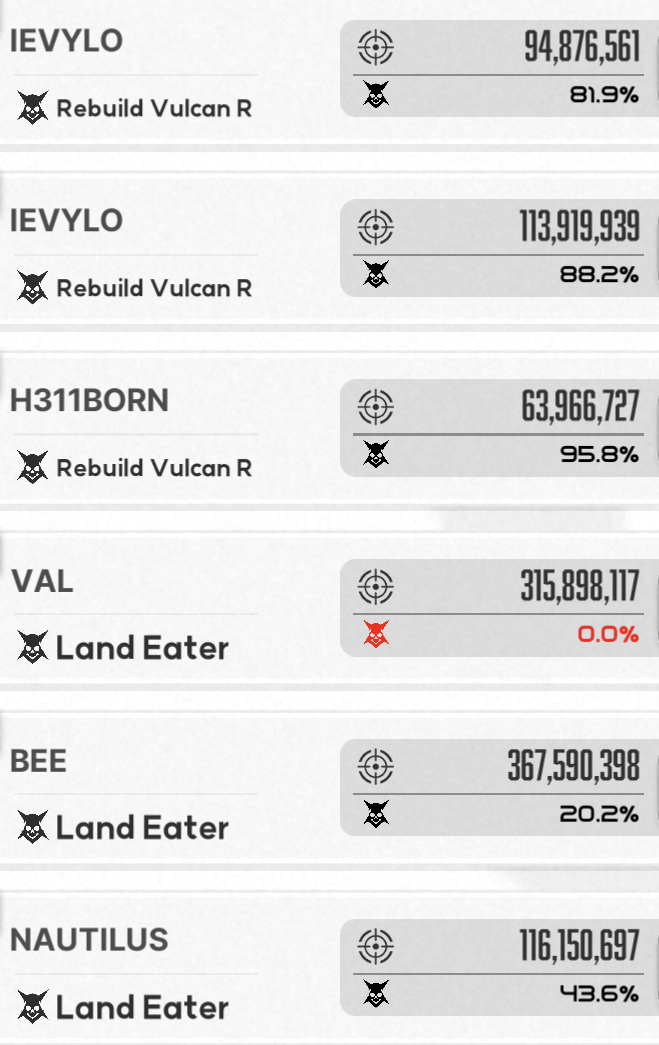 IEVYLO
94,876,561
Rebuild Vulcan R
81.9%
IEVYLO
113,919,939
Rebuild Vulcan R
88.2%
H311BORN
63,966,727
Rebuild Vulcan R
95.8%
VAL
315,898,117
Land Eater
0.0%
BEE
367,590,398
Land Eater
20.2%
NAUTILUS
116,150,697
Land Eater
43.6%